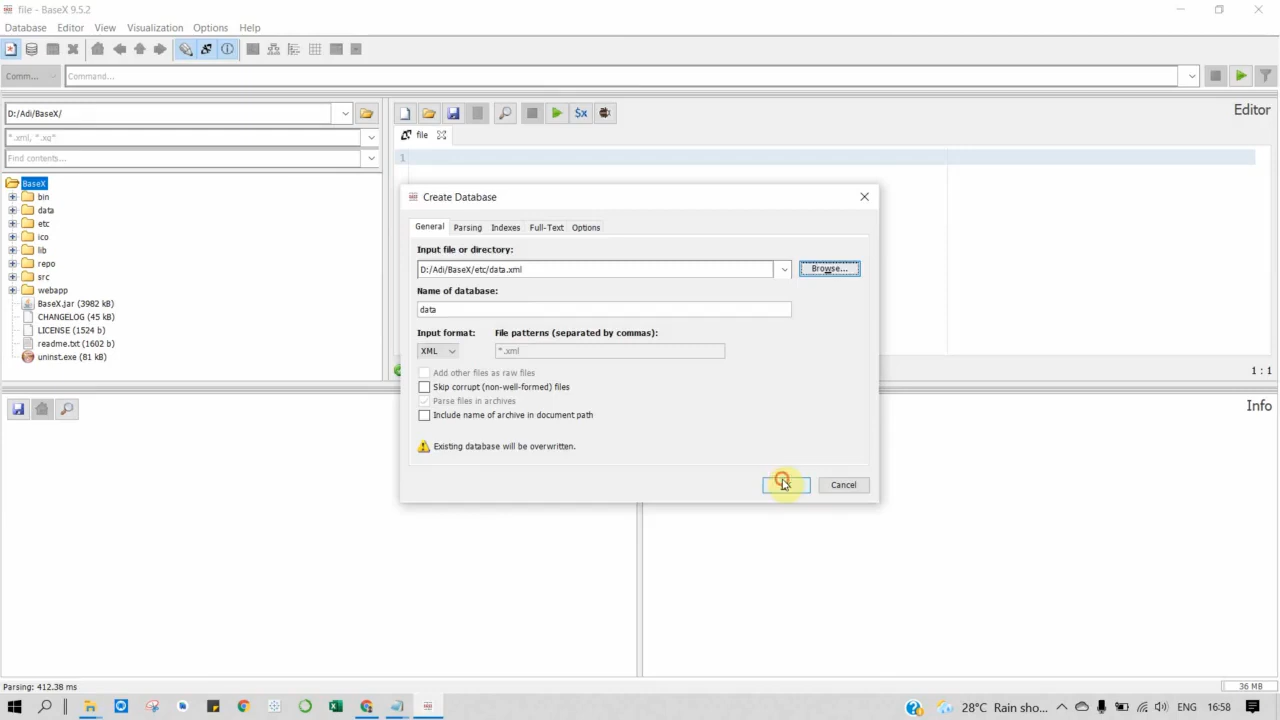 file - BaseX 9.5.2
Database Editor View Visualization Options Help
Comm... Command...
D:/Adi/BaseX/
*.xml, *.xq*
Find contents...
BaseX
bin
data
etc
ico
lib
repo
src
webapp
BaseX.jar (3982 kB)
CHANGELOG (45 kB)
LICENSE (1524 b)
readme.txt (1602 b)
uninst.exe (81 kB)
Editor
file
1
1 : 1
Create Database
General Parsing Indexes Full-Text Options
Input file or directory:
D:/Adi/BaseX/etc/data.xml Browse...
Name of database:
data
Input format: File patterns (separated by commas):
XML *.xml
Add other files as raw files
Skip corrupt (non-well-formed) files
Parse files in archives
Include name of archive in document path
Existing database will be overwritten.
Cancel
Info
Parsing: 412.38 ms
36 MB
28°C Rain sho... ENG 16:58